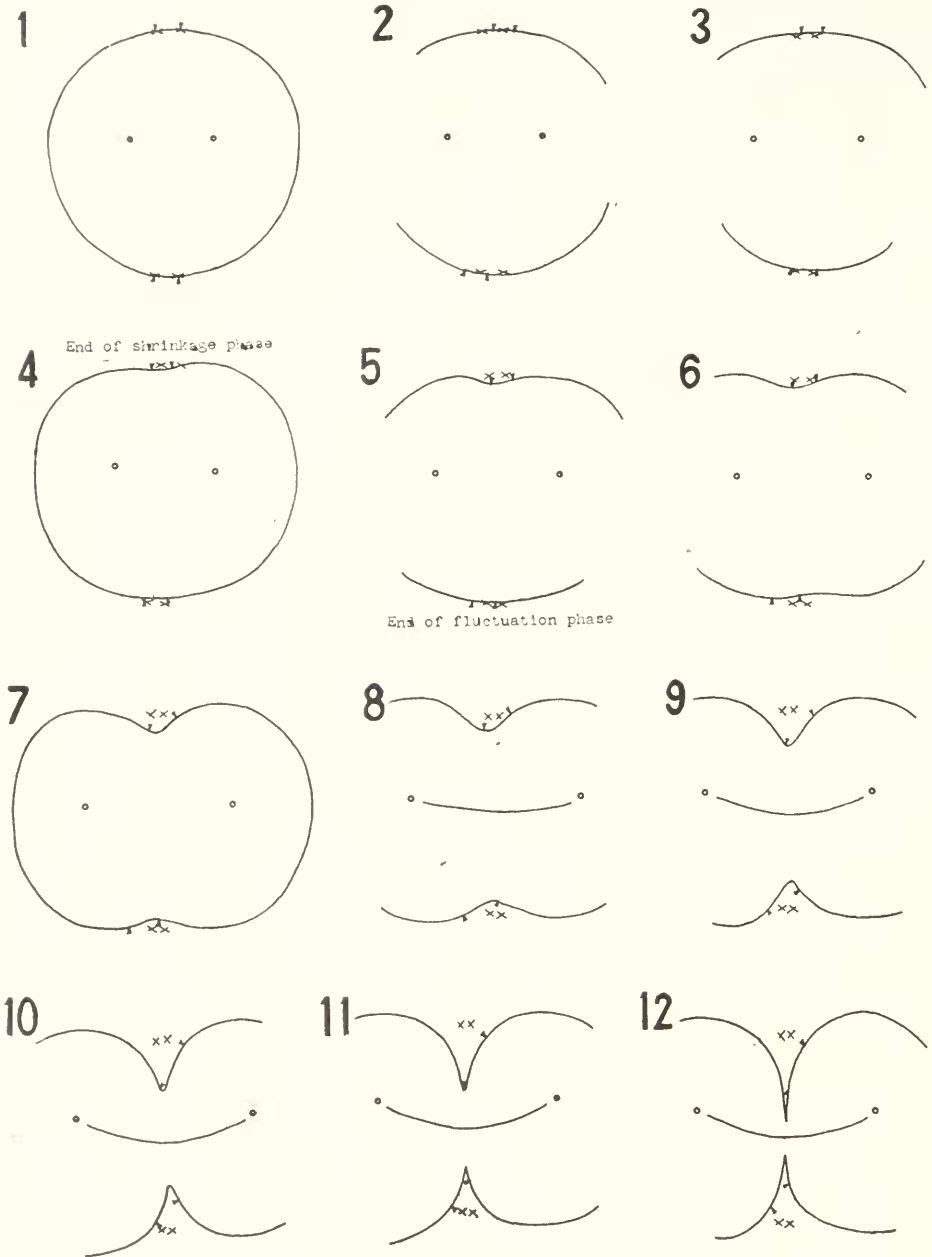 1 2 3
End of shrinkage phase
4 5 6
End of fluctuation phase
7 8 9
10 11 12